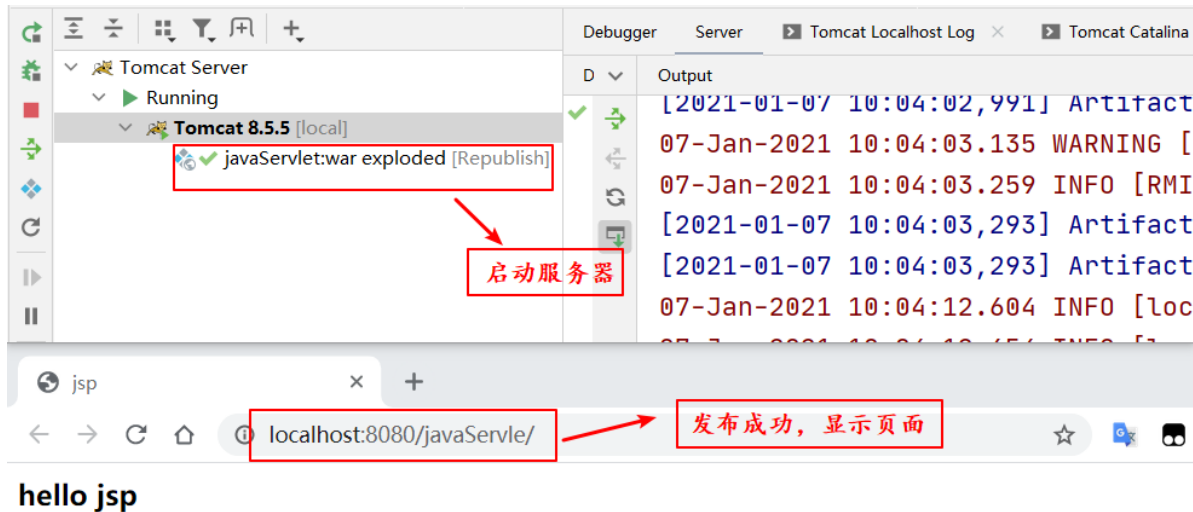 Debugger Server Tomcat Localhost Log Tomcat Catalina
Tomcat Server
D Output
Running
[2021-01-07 10:04:02,991] Artifact
Tomcat 8.5.5 [local]
07-Jan-2021 10:04:03.135 WARNING [
javaServlet:war exploded [Republish]
07-Jan-2021 10:04:03.259 INFO [RMI
[2021-01-07 10:04:03,293] Artifact
启动服务器
[2021-01-07 10:04:03,293] Artifact
07-Jan-2021 10:04:12.604 INFO [loc
jsp
localhost:8080/javaServle/
发布成功，显示页面
hello jsp